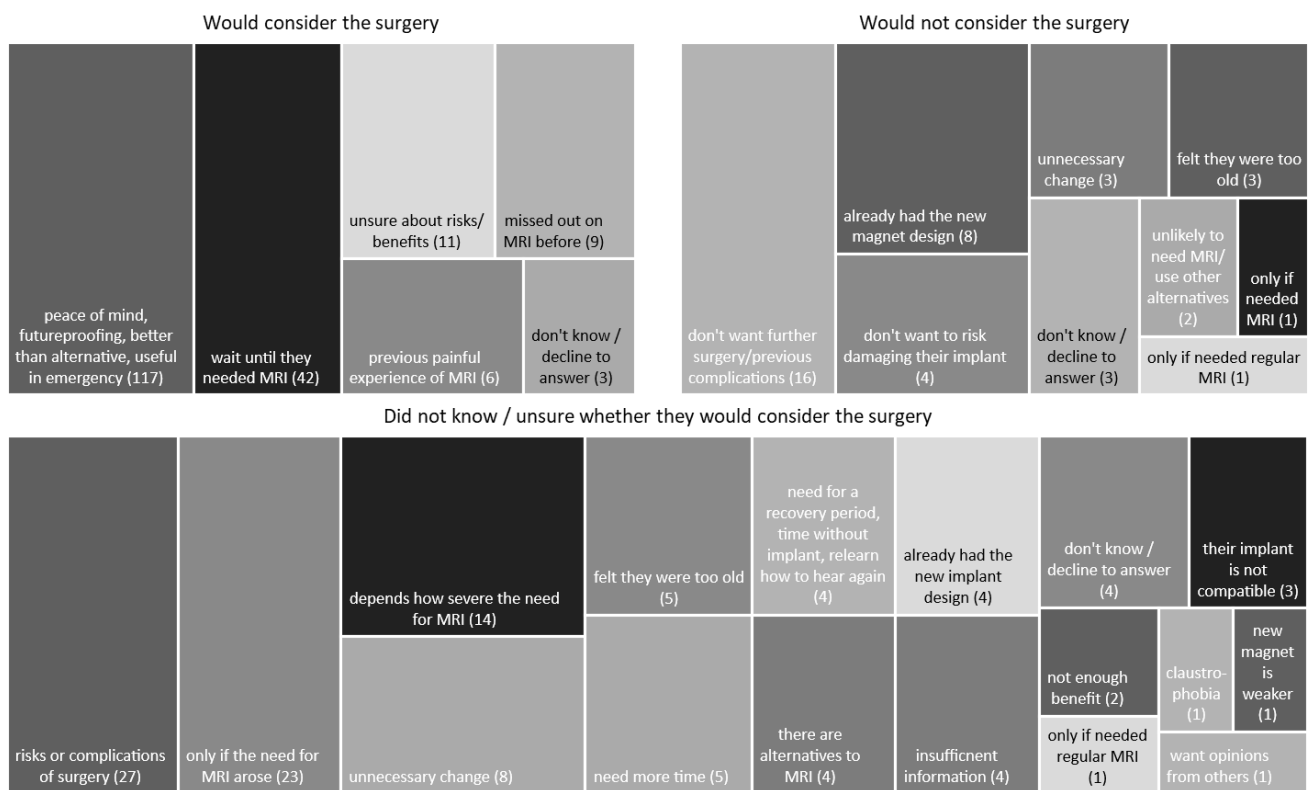 Would consider the surgery
peace of mind,
futureproofing, better
than alternative, useful
in emergency (117)
wait until they
needed MRI (42)
unsure about risks/
benefits (11)
missed out on
MRI before (9)
previous painful
experience of MRI (6)
don't know /
decline to
answer (3)
Would not consider the surgery
don't want further
surgery/previous
complications (16)
already had the new
magnet design (8)
don't want to risk
damaging their implant
(4)
unnecessary
change (3)
felt they were too
old (3)
don't know /
decline to
answer (3)
unlikely to
need MRI/
use other
alternatives
(2)
only if
needed
MRI (1)
only if needed regular
MRI (1)
Did not know / unsure whether they would consider the surgery
risks or complications
of surgery (27)
only if the need for
MRI arose (23)
depends how severe the need
for MRI (14)
unnecessary change (8)
felt they were too old
(5)
need more time (5)
need for a
recovery period,
time without
implant, relearn
how to hear again
(4)
there are
alternatives to
MRI (4)
already had the
new implant
design (4)
insufficnent
information (4)
don't know /
decline to answer
(4)
their implant
is not
compatible (3)
not enough
benefit (2)
only if needed
regular MRI
(1)
claustro-
phobia
(1)
new
magnet
is
weaker
(1)
want opinions
from others (1)